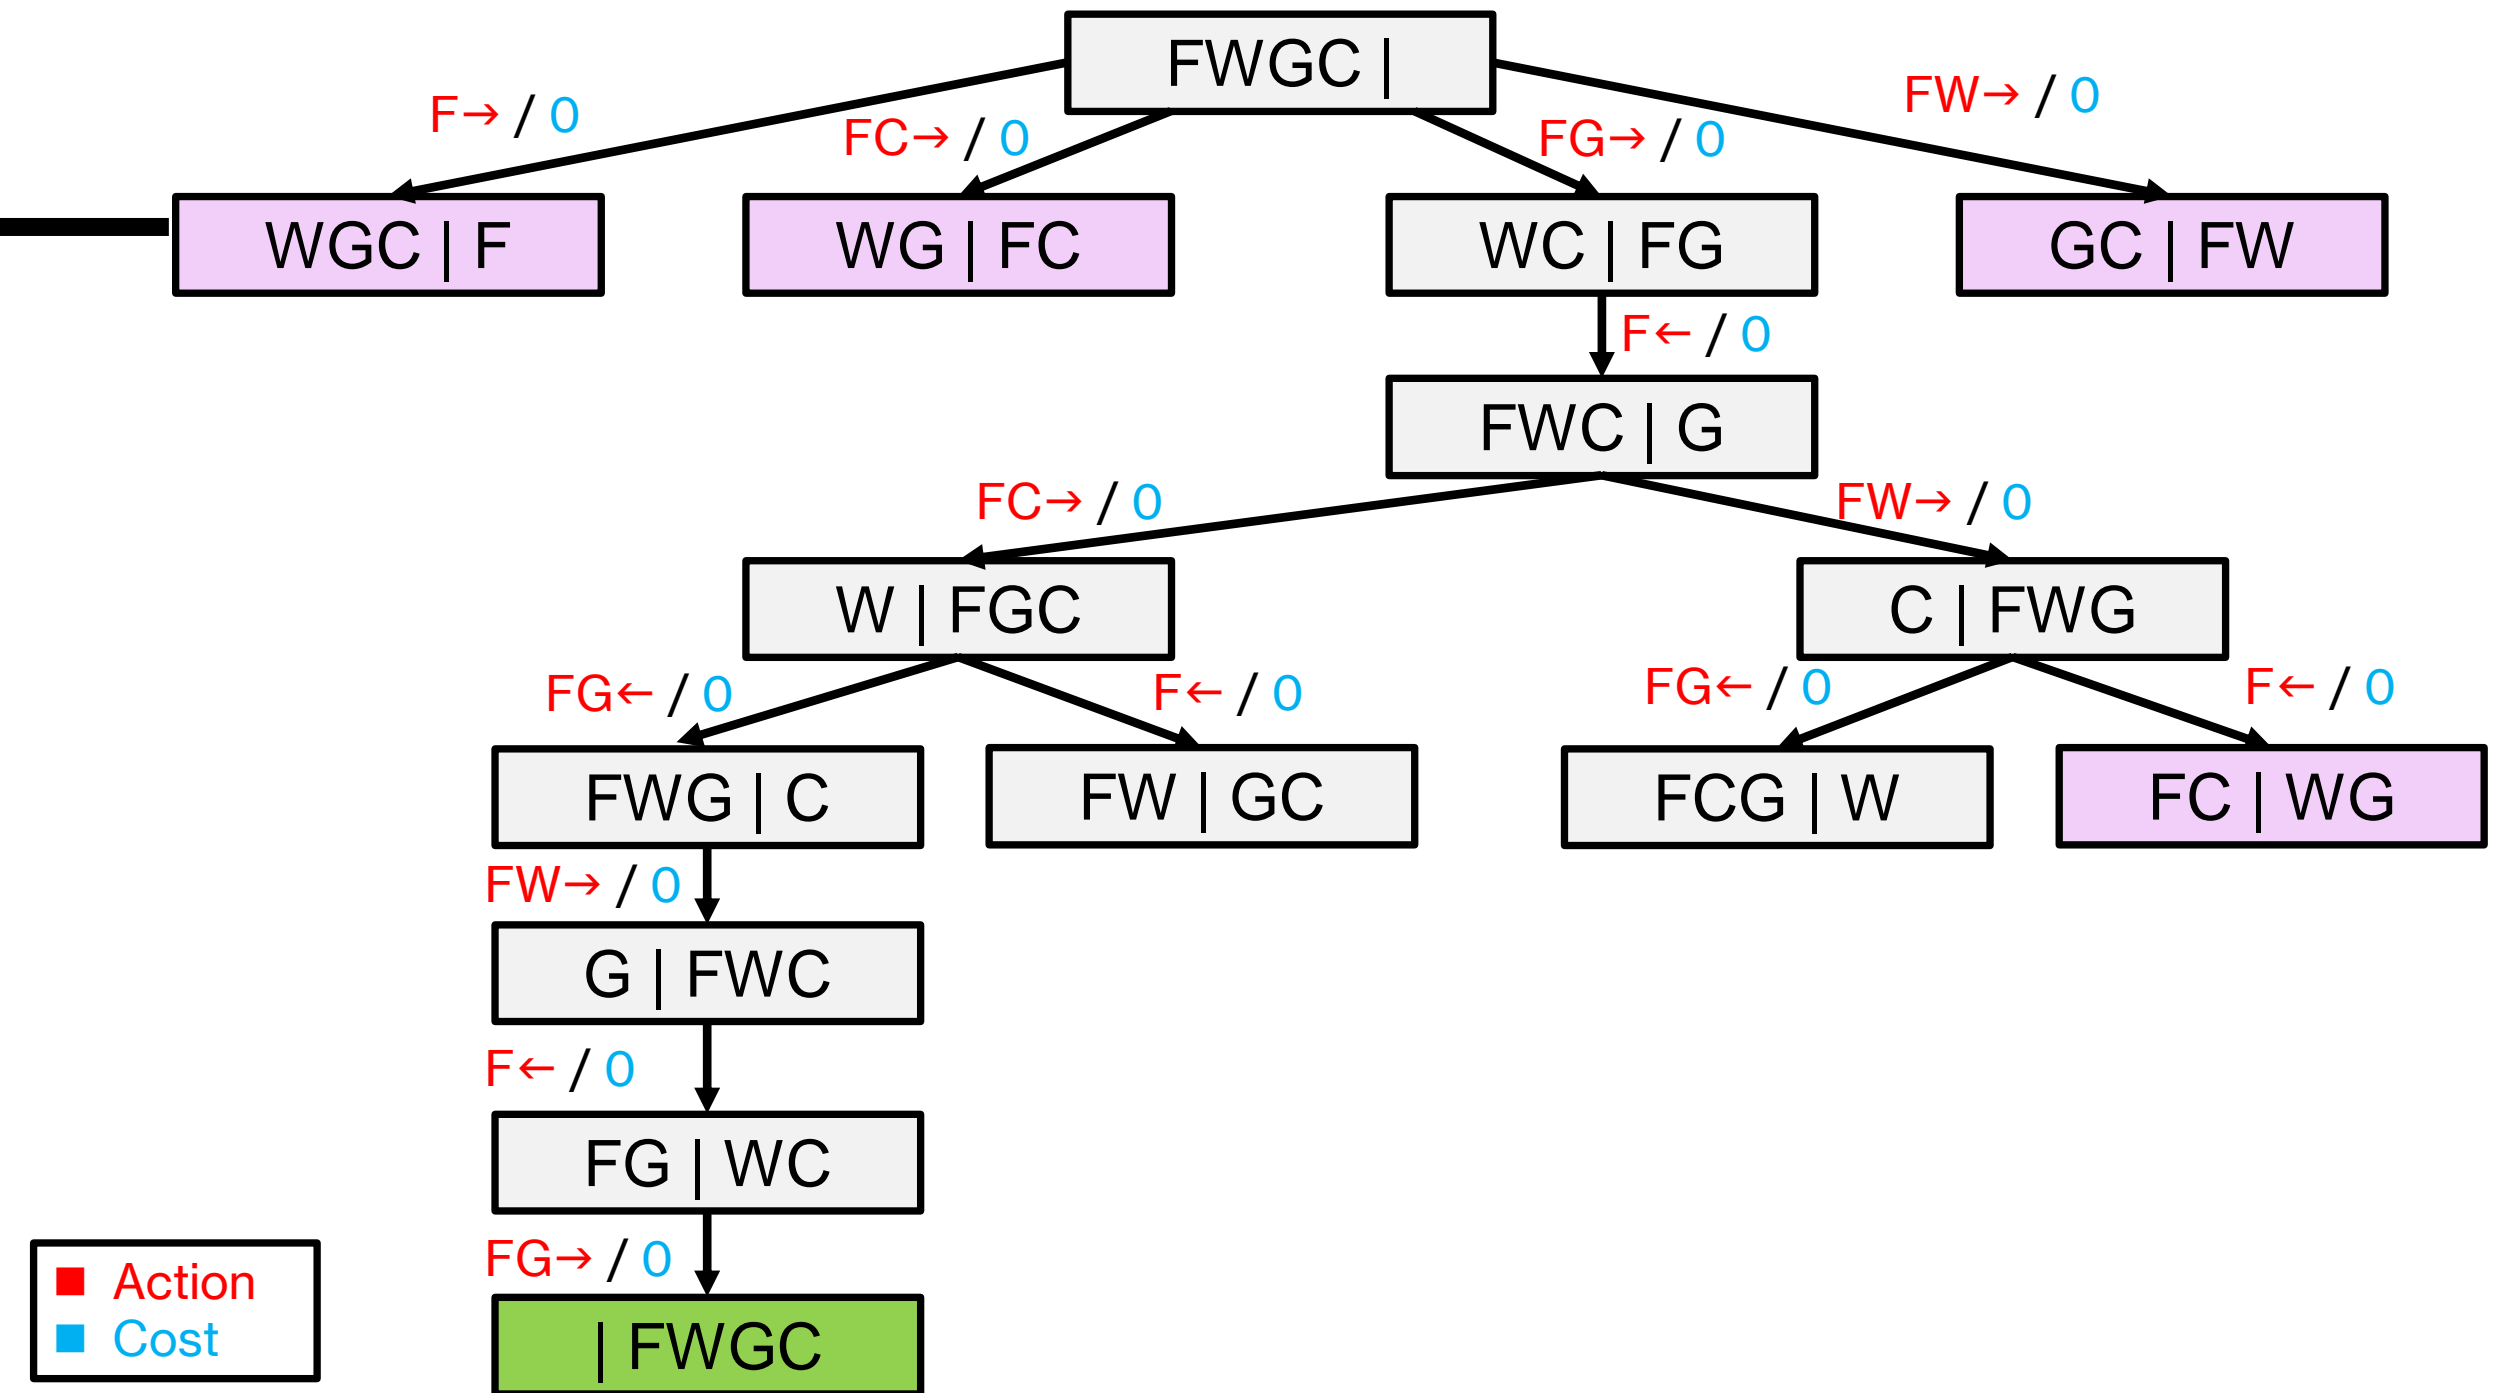 FWGC |
F→ / 0
FC→ / 0
FG→ / 0
FW→ / 0
WGC | F
WG | FC
WC | FG
GC | FW
F← / 0
FWC | G
FC→ / 0
FW→ / 0
W | FGC
C | FWG
FG← / 0
F← / 0
FG← / 0
F← / 0
FWG | C
FW | GC
FCG | W
FC | WG
FW→ / 0
G | FWC
F← / 0
FG | WC
FG→ / 0
| FWGC
Action
Cost